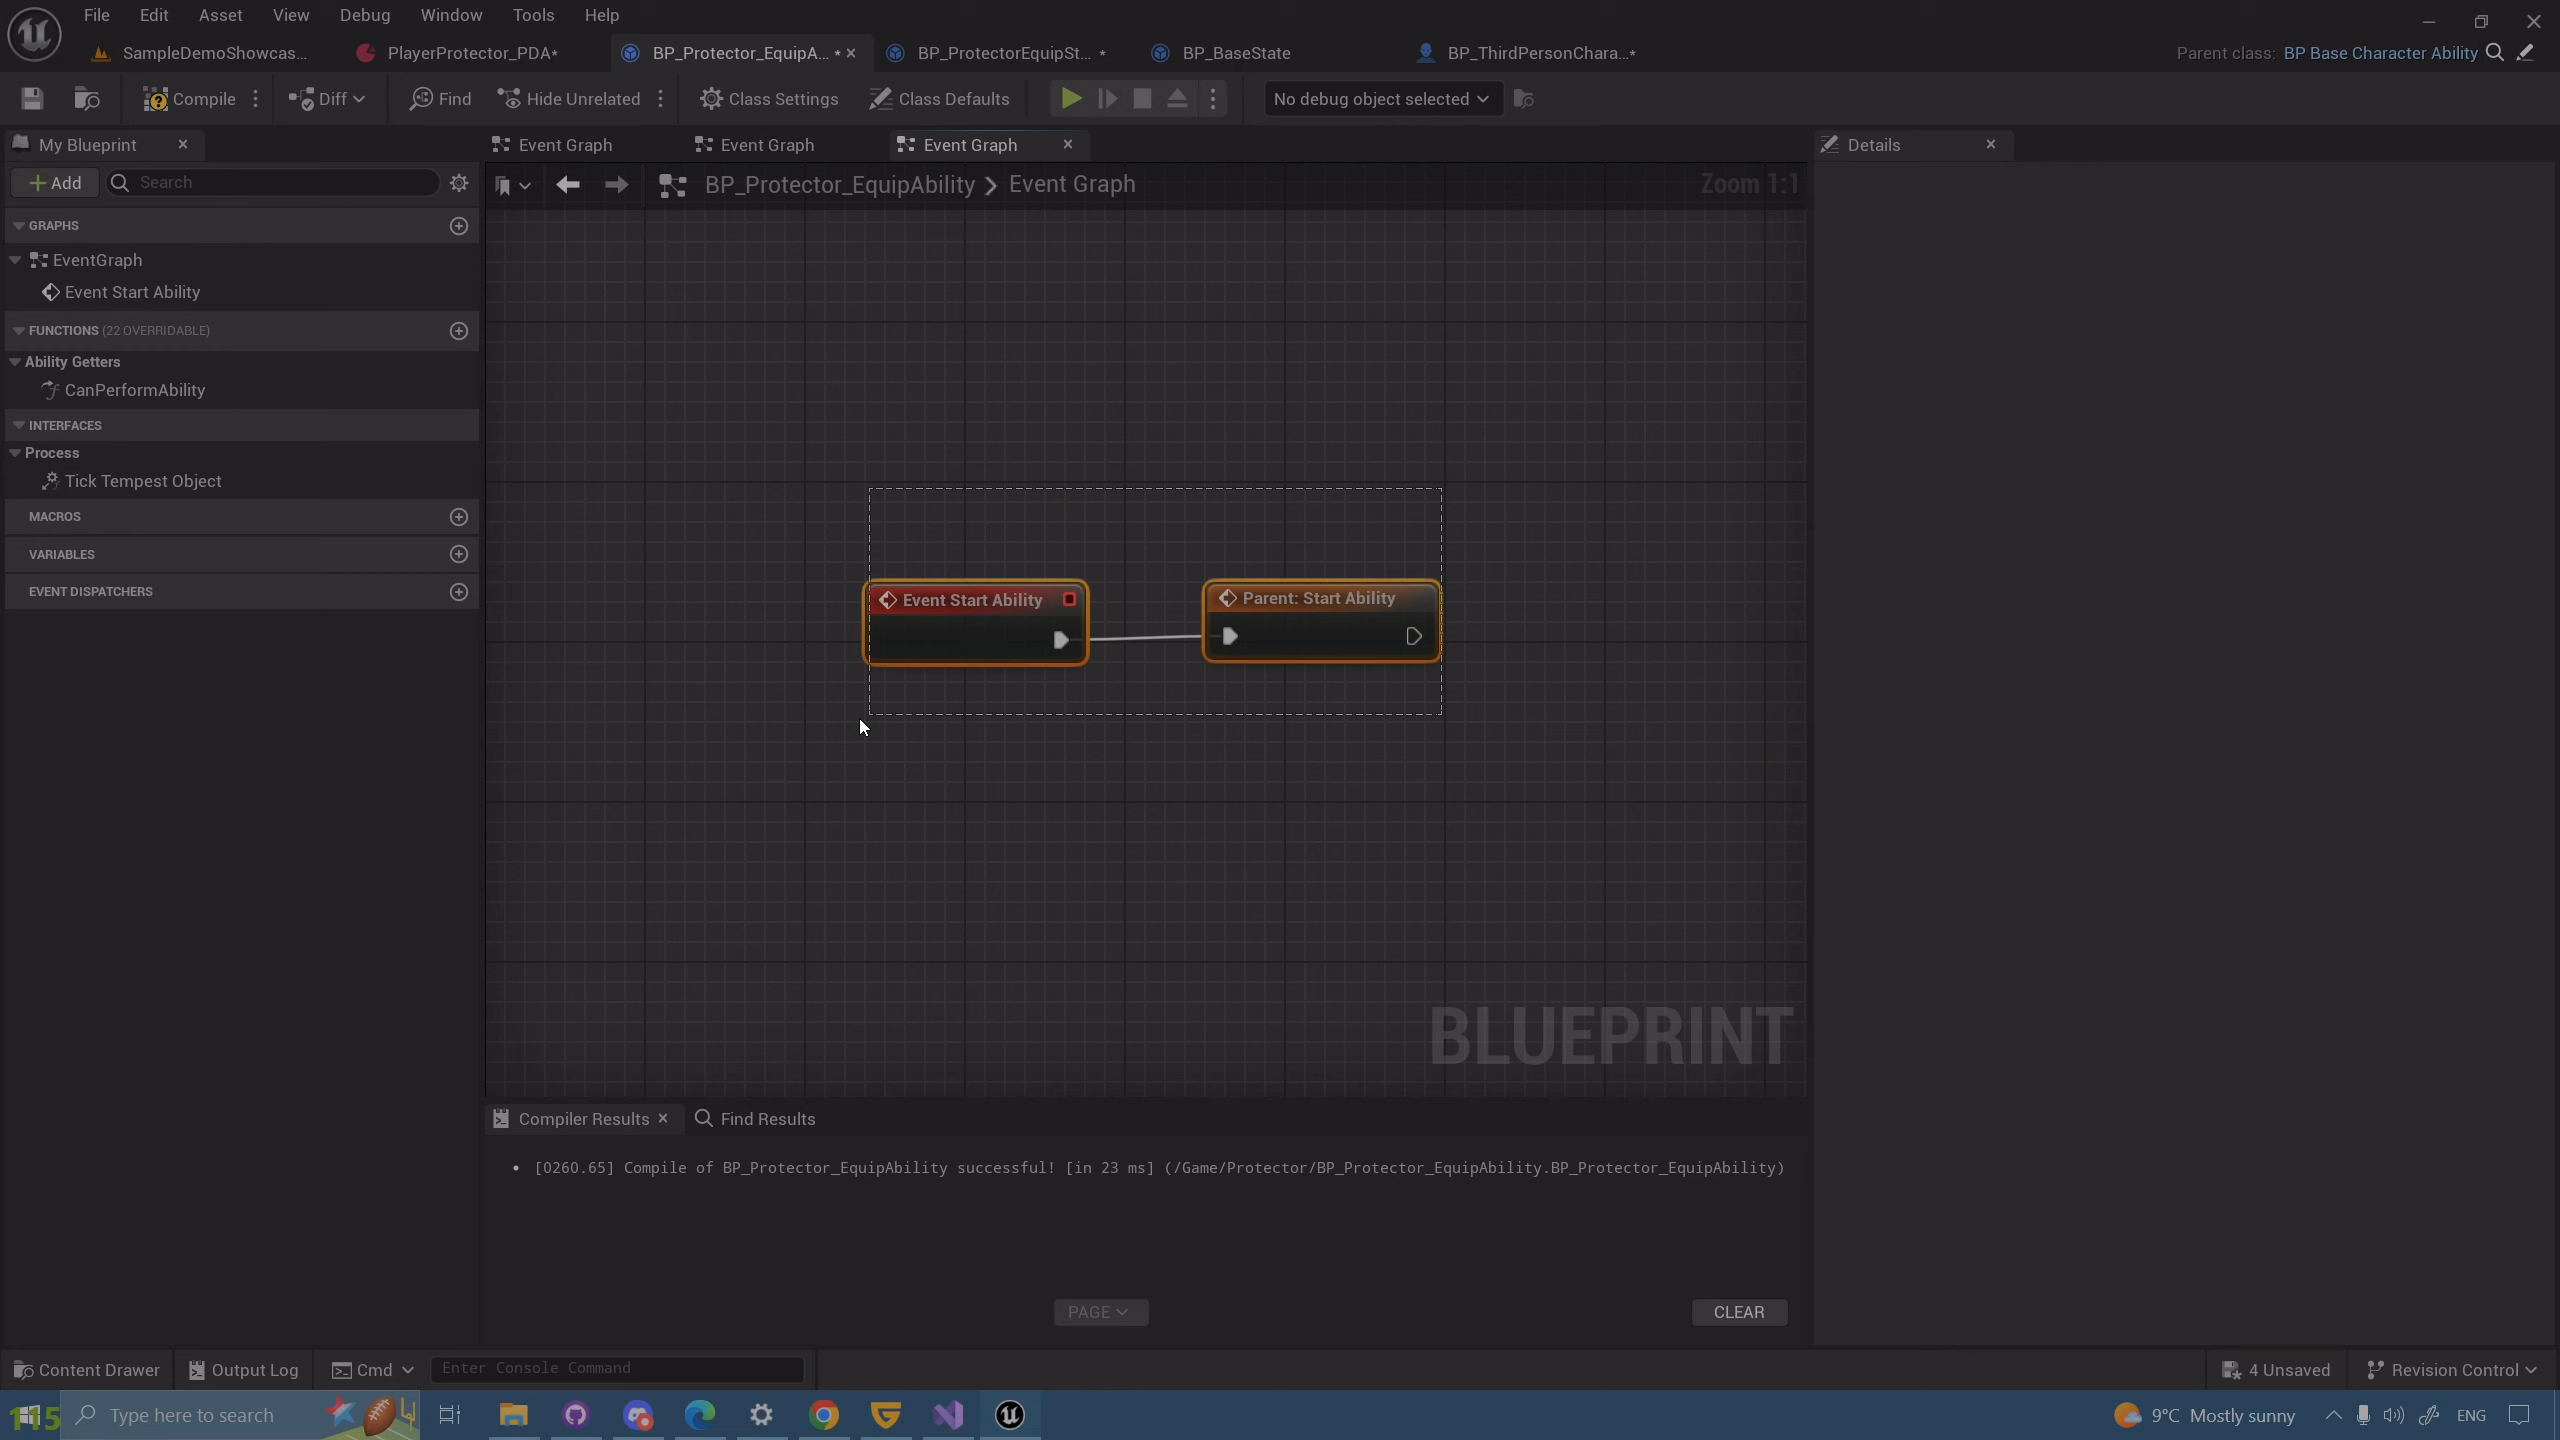 File Edit Asset View Debug Window Tools Help
SampleDemoShowcas... PlayerProtector_PDA* BP_Protector_EquipA... * BP_ProtectorEquipSt... * BP_BaseState BP_ThirdPersonChara...* Parent class: BP Base Character Ability
Compile Diff Find Hide Unrelated Class Settings Class Defaults No debug object selected
My Blueprint Event Graph Event Graph Event Graph Details
Add Search BP_Protector_EquipAbility > Event Graph Zoom 1:1
GRAPHS
EventGraph
Event Start Ability
FUNCTIONS (22 OVERRIDABLE)
Ability Getters
CanPerformAbility
INTERFACES
Process
Tick Tempest Object
MACROS
VARIABLES
EVENT DISPATCHERS
Event Start Ability Parent: Start Ability
BLUEPRINT
Compiler Results Find Results
[0260.65] Compile of BP_Protector_EquipAbility successful! [in 23 ms] (/Game/Protector/BP_Protector_EquipAbility.BP_Protector_EquipAbility)
PAGE CLEAR
Content Drawer Output Log Cmd Enter Console Command 4 Unsaved Revision Control
115 Type here to search 9°C Mostly sunny ENG